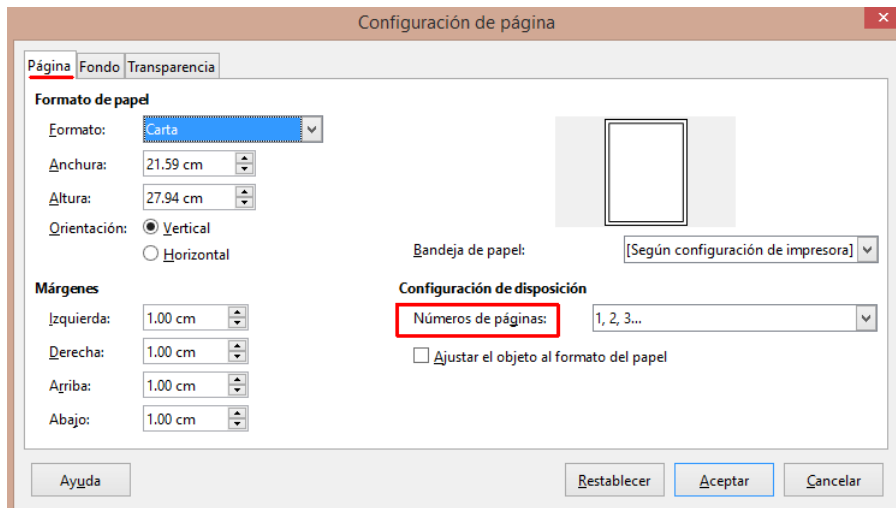 Configuración de página
Página Fondo Transparencia
Formato de papel
Formato: Carta
Anchura: 21.59 cm
Altura: 27.94 cm
Orientación: Vertical
Horizontal
Bandeja de papel: [Según configuración de impresora]
Márgenes
Izquierda: 1.00 cm
Derecha: 1.00 cm
Arriba: 1.00 cm
Abajo: 1.00 cm
Configuración de disposición
Números de páginas: 1, 2, 3...
Ajustar el objeto al formato del papel
Ayuda Restablecer Aceptar Cancelar